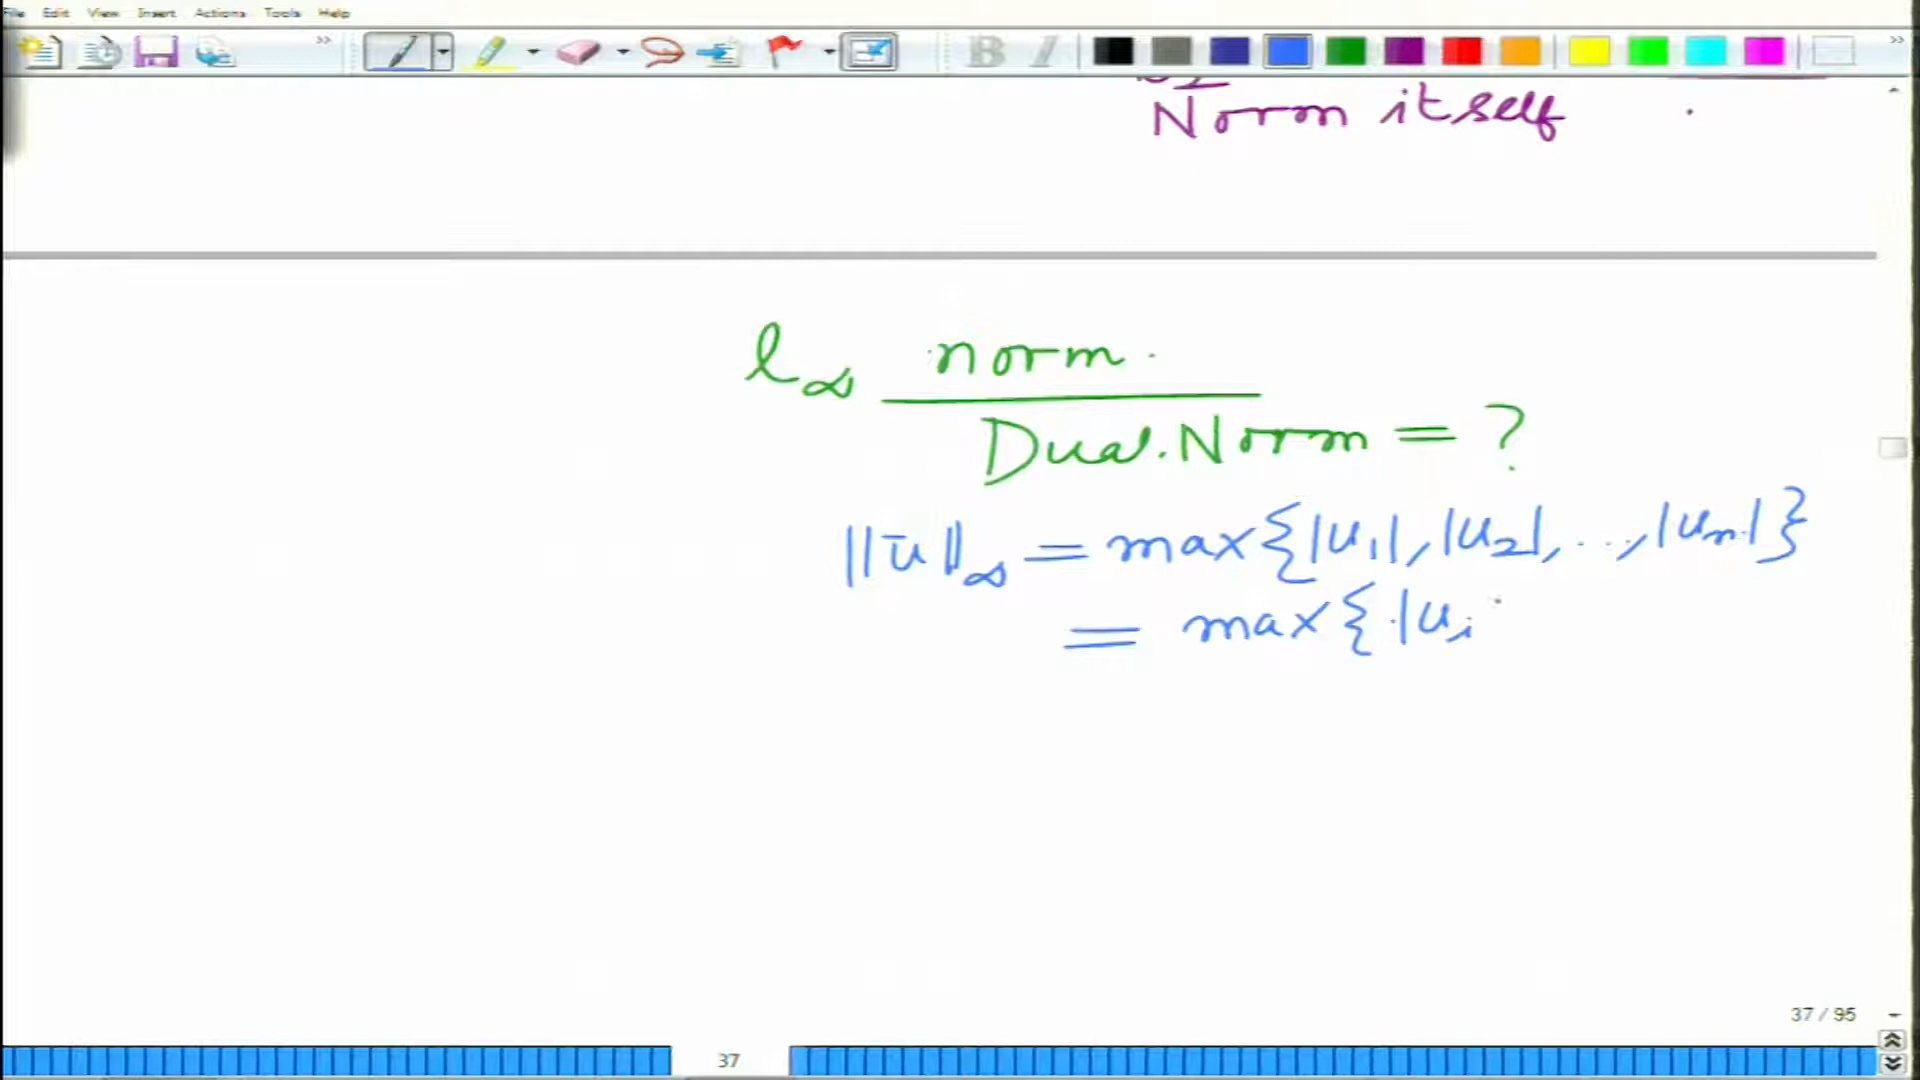 File Edit View Insert Actions Tools Help
B I
Norm itself
l∞ norm.
Dual Norm = ?
||ū||∞ = max{|u₁|, |u₂|, ..., |uₙ|}
= max{ |uᵢ
37 / 95
37